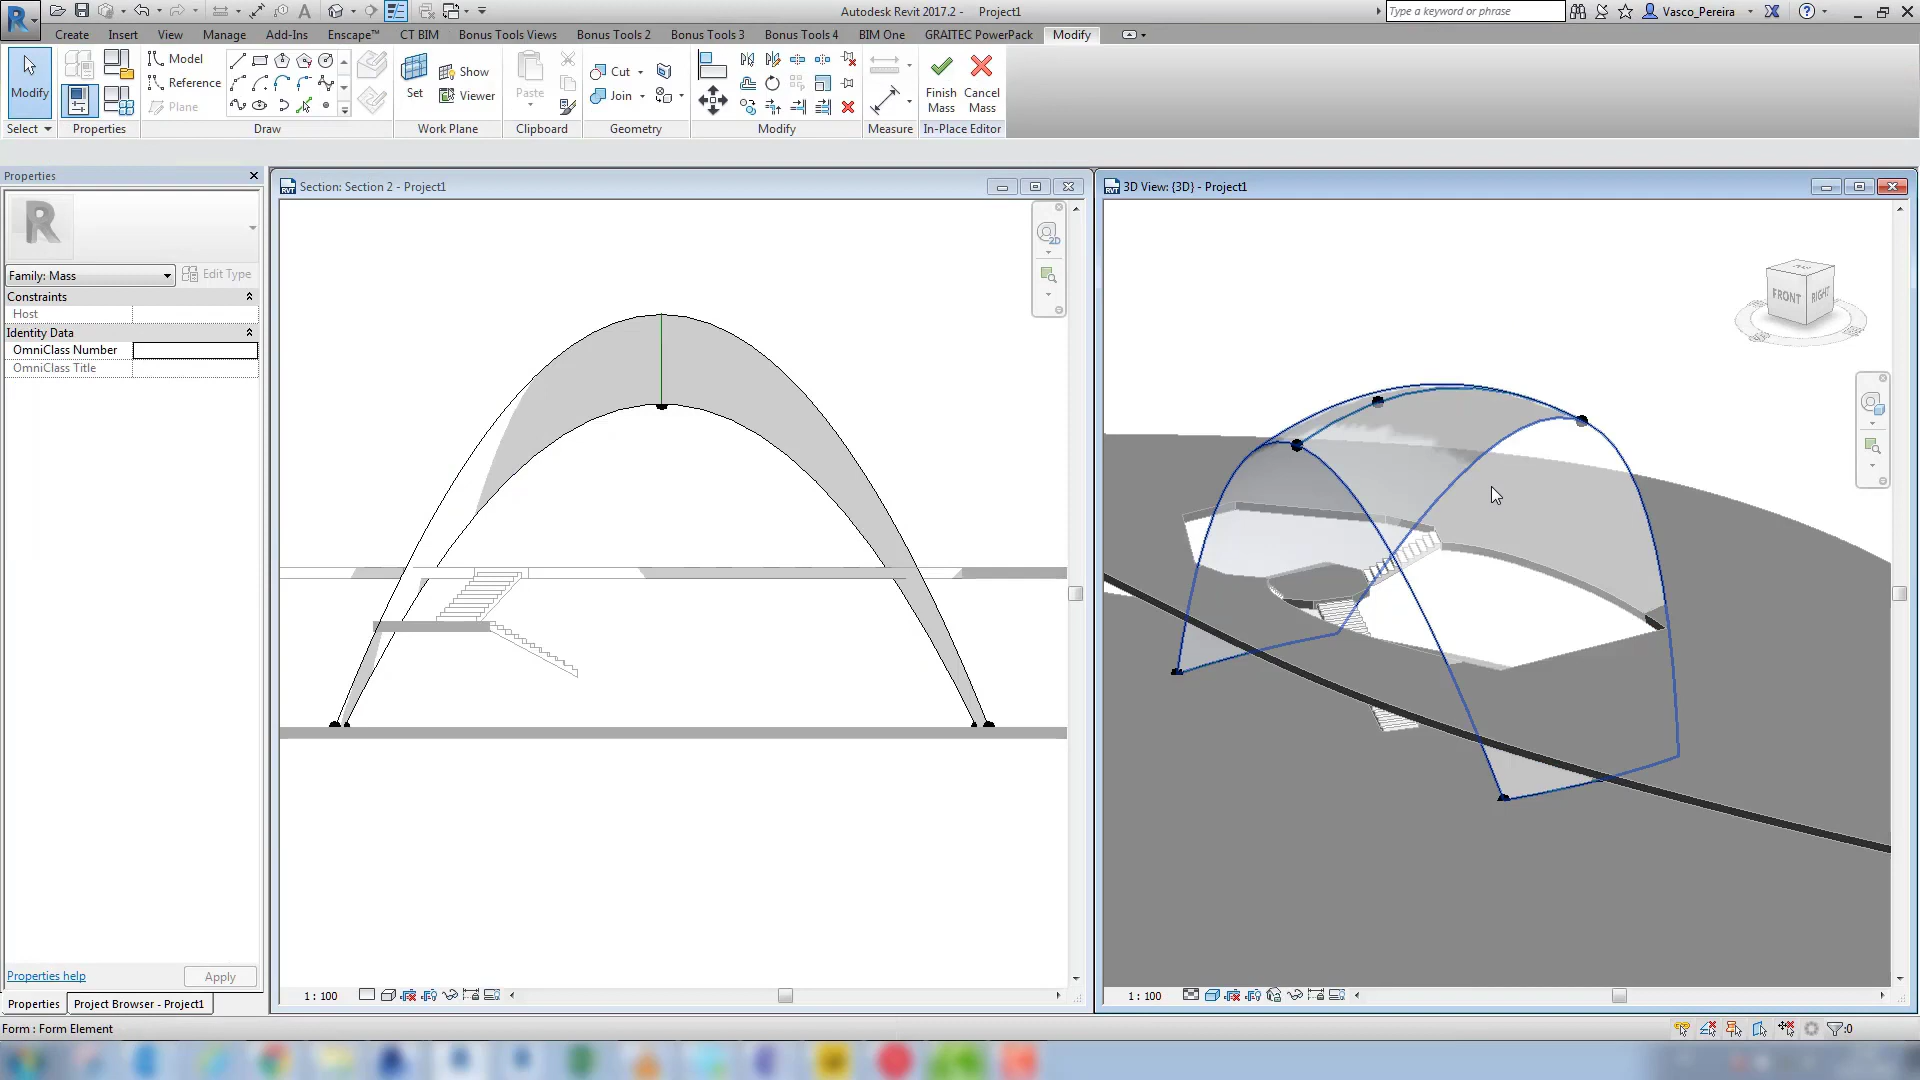 Autodesk Revit 2017.2 - Project1
Type a keyword or phrase
Vasco_Pereira
Create Insert View Manage Add-Ins Enscape™ CT BIM Bonus Tools Views Bonus Tools 2 Bonus Tools 3 Bonus Tools 4 BIM One GRAITEC PowerPack Modify
Modify
Model
Reference
Plane
Set
Show
Viewer
Paste
Cut
Join
Finish Mass
Cancel Mass
Select Properties Draw Work Plane Clipboard Geometry Modify Measure In-Place Editor
Properties
Family: Mass
Edit Type
Constraints
Host
Identity Data
OmniClass Number
OmniClass Title
Properties help
Apply
Properties Project Browser - Project1
Section: Section 2 - Project1
2D
1 : 100
3D View: {3D} - Project1
FRONT RIGHT
1 : 100
Form : Form Element
:0